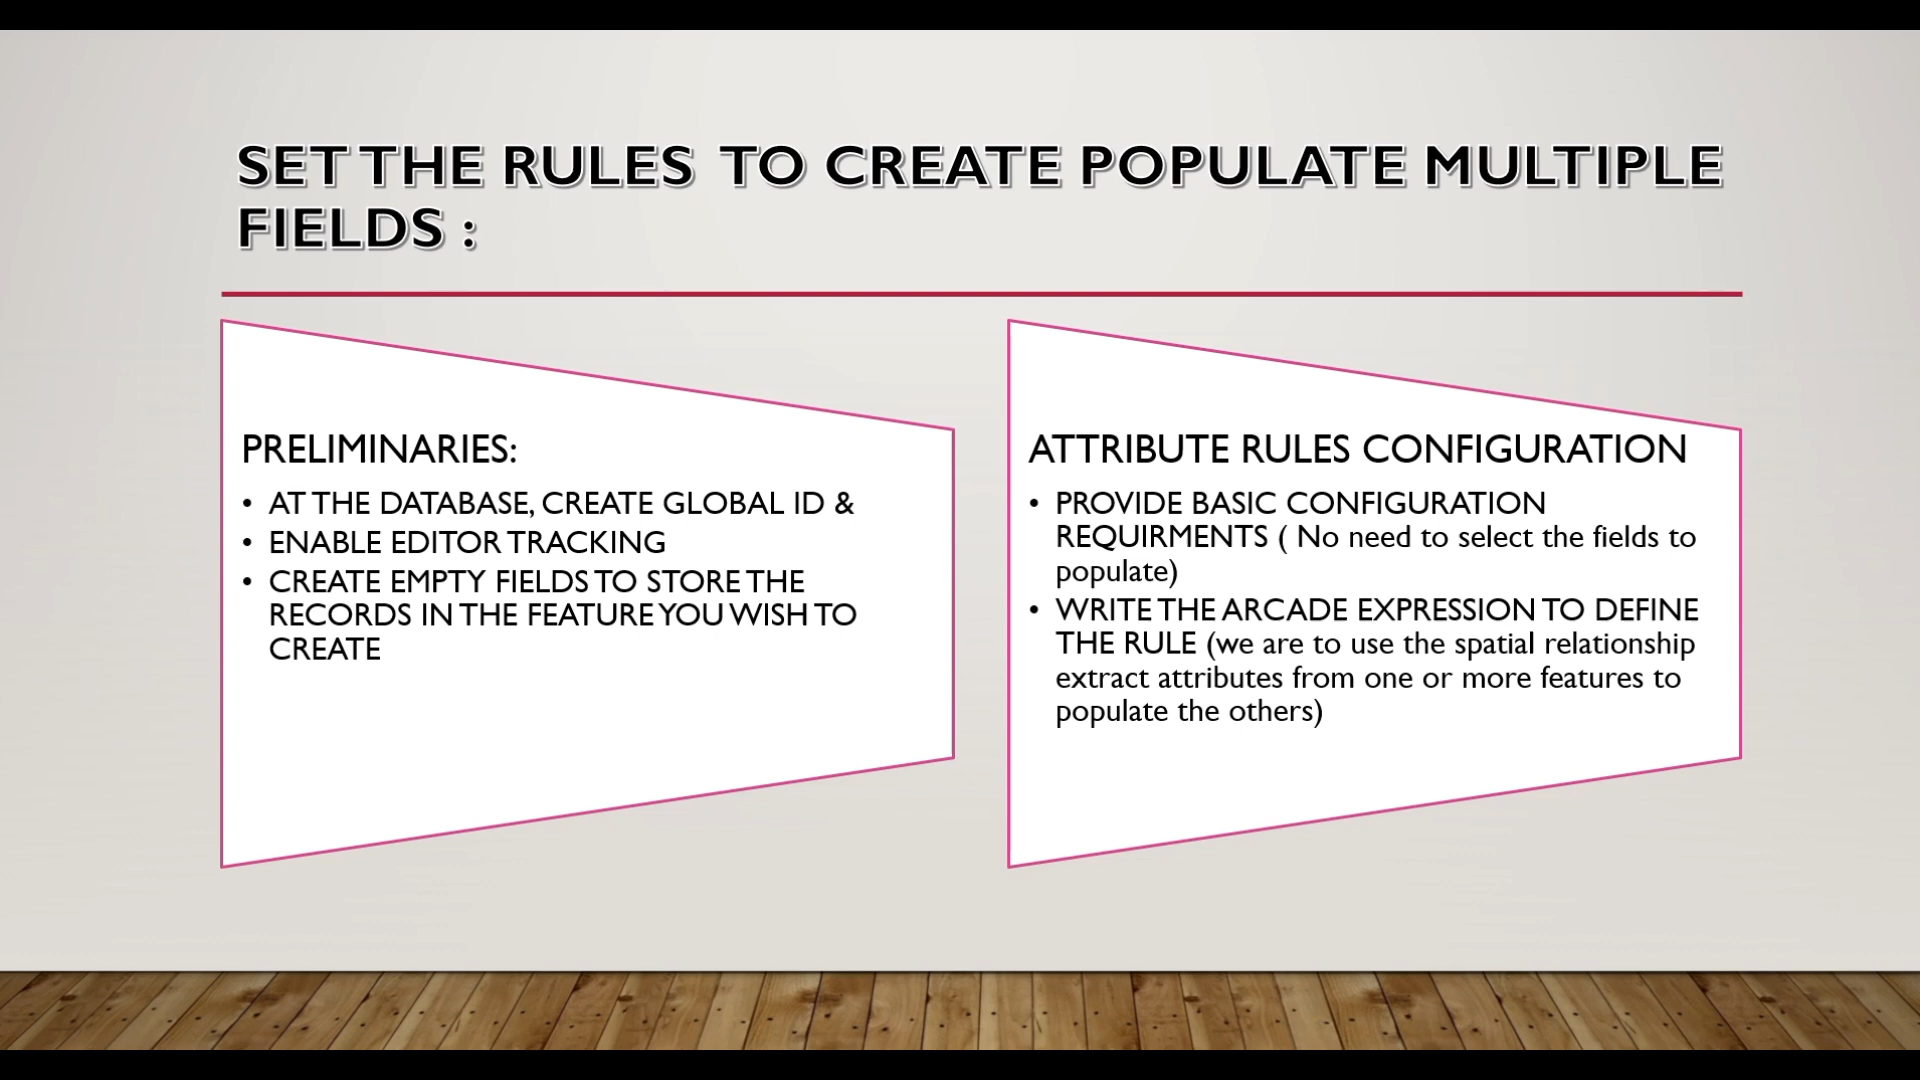 SET THE RULES TO CREATE POPULATE MULTIPLE
FIELDS :
PRELIMINARIES:
• AT THE DATABASE, CREATE GLOBAL ID &
• ENABLE EDITOR TRACKING
• CREATE EMPTY FIELDS TO STORE THE
RECORDS IN THE FEATURE YOU WISH TO
CREATE
ATTRIBUTE RULES CONFIGURATION
• PROVIDE BASIC CONFIGURATION
REQUIRMENTS ( No need to select the fields to
populate)
• WRITE THE ARCADE EXPRESSION TO DEFINE
THE RULE (we are to use the spatial relationship
extract attributes from one or more features to
populate the others)